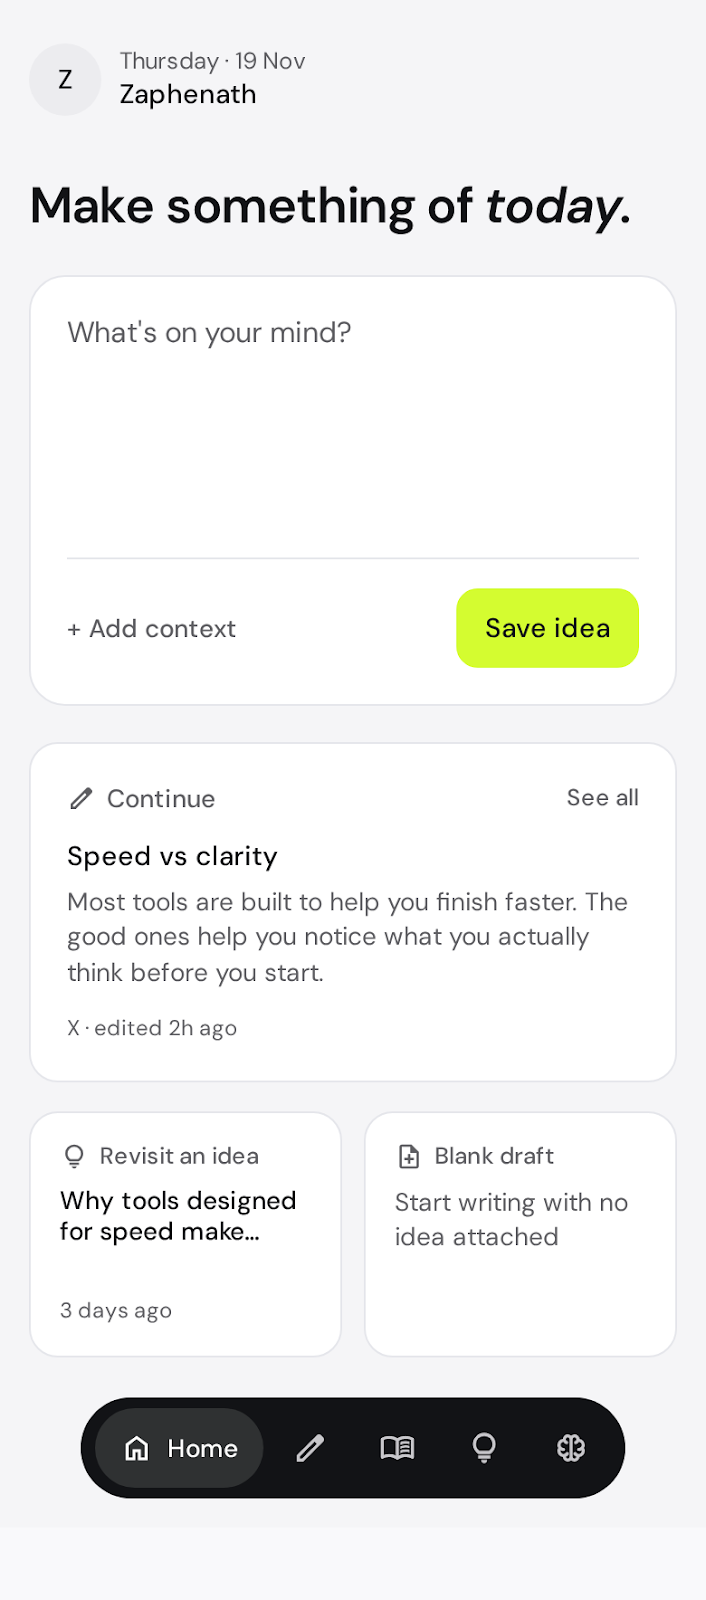 Z
Thursday · 19 Nov
Zaphenath
Make something of today.
What's on your mind?
+ Add context
Save idea
Continue
See all
Speed vs clarity
Most tools are built to help you finish faster. The
good ones help you notice what you actually
think before you start.
X · edited 2h ago
Revisit an idea
Why tools designed
for speed make...
3 days ago
Blank draft
Start writing with no
idea attached
Home